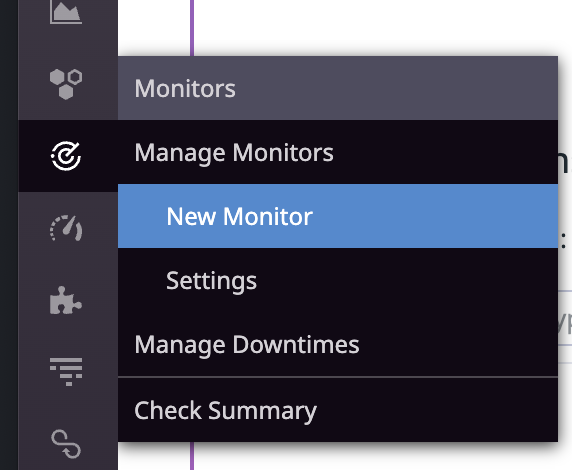 Monitors
Manage Monitors
New Monitor
Settings
Manage Downtimes
Check Summary